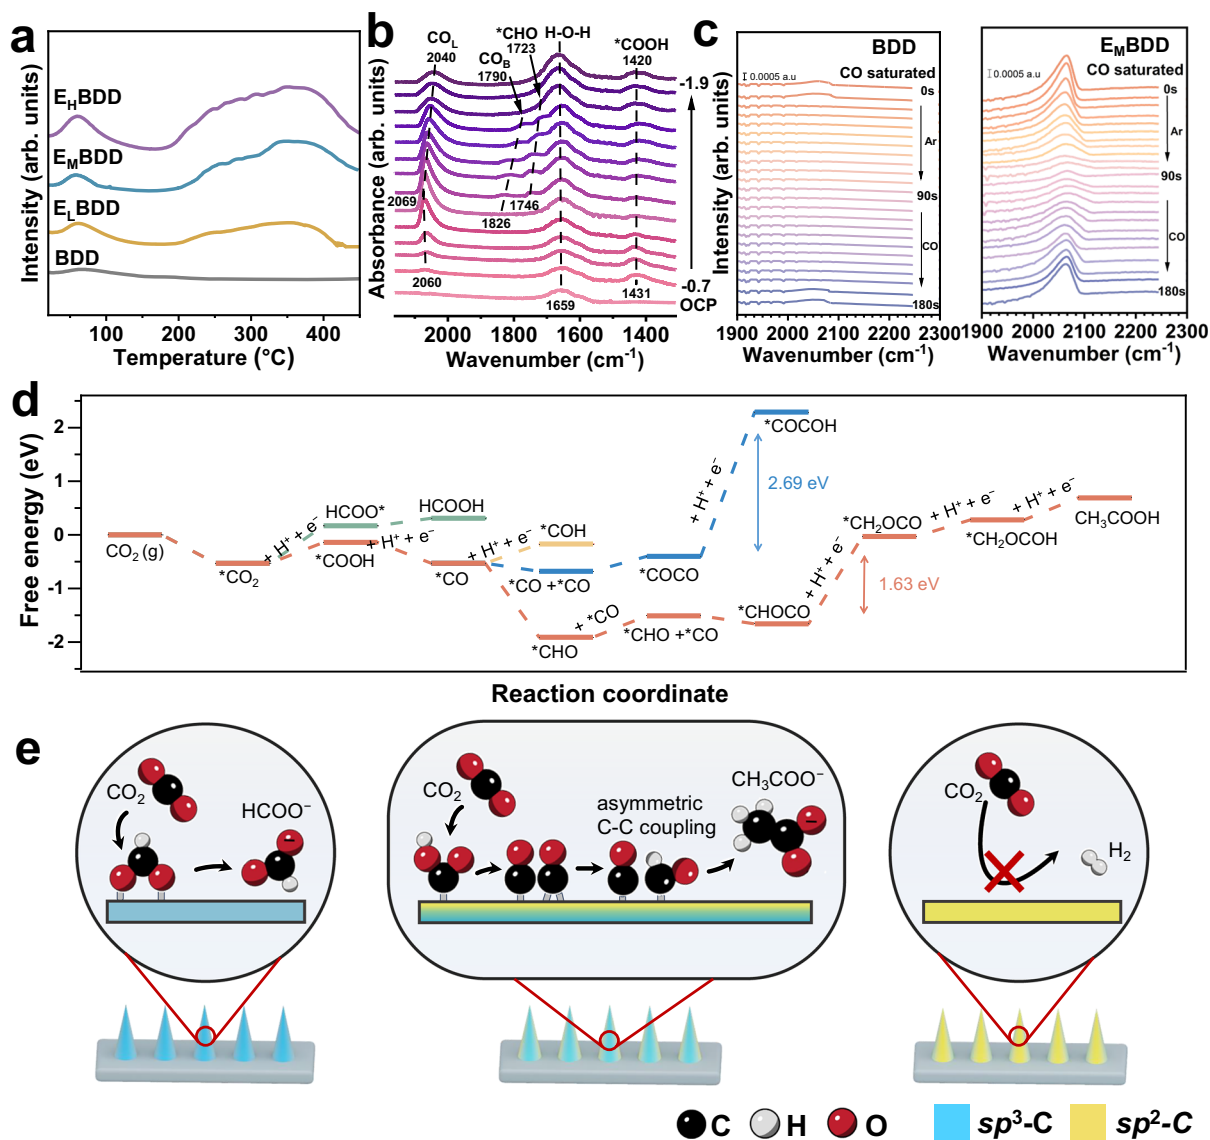 a
Intensity (arb. units)
E_HBDD
E_MBDD
E_LBDD
BDD
100
200
300
400
Temperature (°C)
b
Absorbance (arb. units)
CO_L
2040
CO_B
1790
*CHO
1723
H-O-H
*COOH
1420
-1.9
2069
1826
1746
2060
1659
1431
-0.7
OCP
2000
1800
1600
1400
Wavenumber (cm⁻¹)
c
Intensity (arb. units)
BDD
CO saturated
0.0005 a.u
0s
Ar
90s
CO
180s
1900
2000
2100
2200
2300
Wavenumber (cm⁻¹)
E_MBDD
CO saturated
0.0005 a.u
0s
Ar
90s
CO
180s
1900
2000
2100
2200
2300
Wavenumber (cm⁻¹)
d
Free energy (eV)
2
1
0
-1
-2
CO₂ (g)
*CO₂
+ H⁺ + e⁻
HCOO*
HCOOH
*COOH
+ H⁺ + e⁻
*CO
+ H⁺ + e⁻
*COH
*CO +*CO
*COCO
+ H⁺ + e⁻
*COCOH
2.69 eV
*CHO
+ *CO
*CHO +*CO
*CHOCO
+ H⁺ + e⁻
1.63 eV
*CH₂OCO
+ H⁺ + e⁻
*CH₂OCOH
+ H⁺ + e⁻
CH₃COOH
Reaction coordinate
e
CO₂
HCOO⁻
CO₂
asymmetric
C-C coupling
CH₃COO⁻
CO₂
H₂
C
H
O
sp³-C
sp²-C